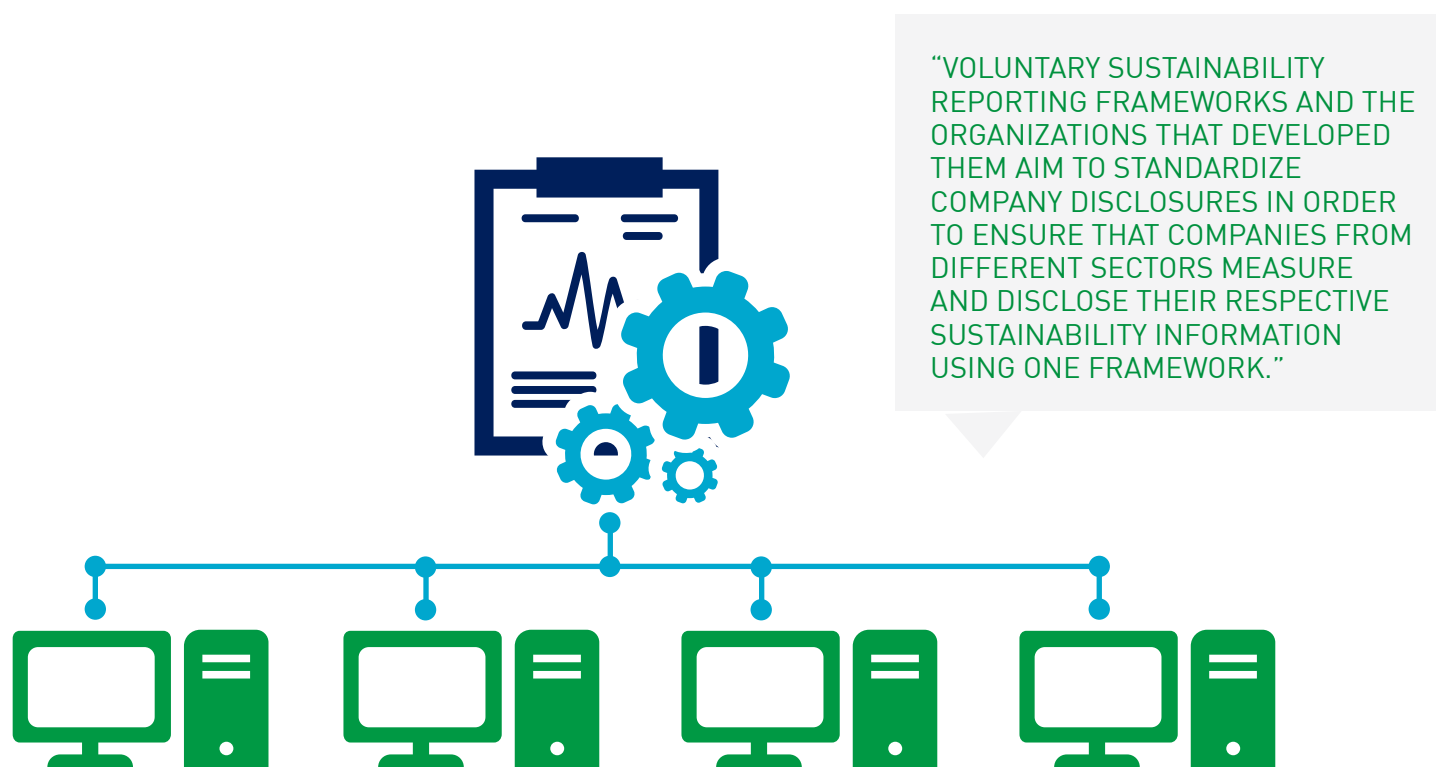 “VOLUNTARY SUSTAINABILITY
REPORTING FRAMEWORKS AND THE
ORGANIZATIONS THAT DEVELOPED
THEM AIM TO STANDARDIZE
COMPANY DISCLOSURES IN ORDER
TO ENSURE THAT COMPANIES FROM
DIFFERENT SECTORS MEASURE
AND DISCLOSE THEIR RESPECTIVE
SUSTAINABILITY INFORMATION
USING ONE FRAMEWORK.”